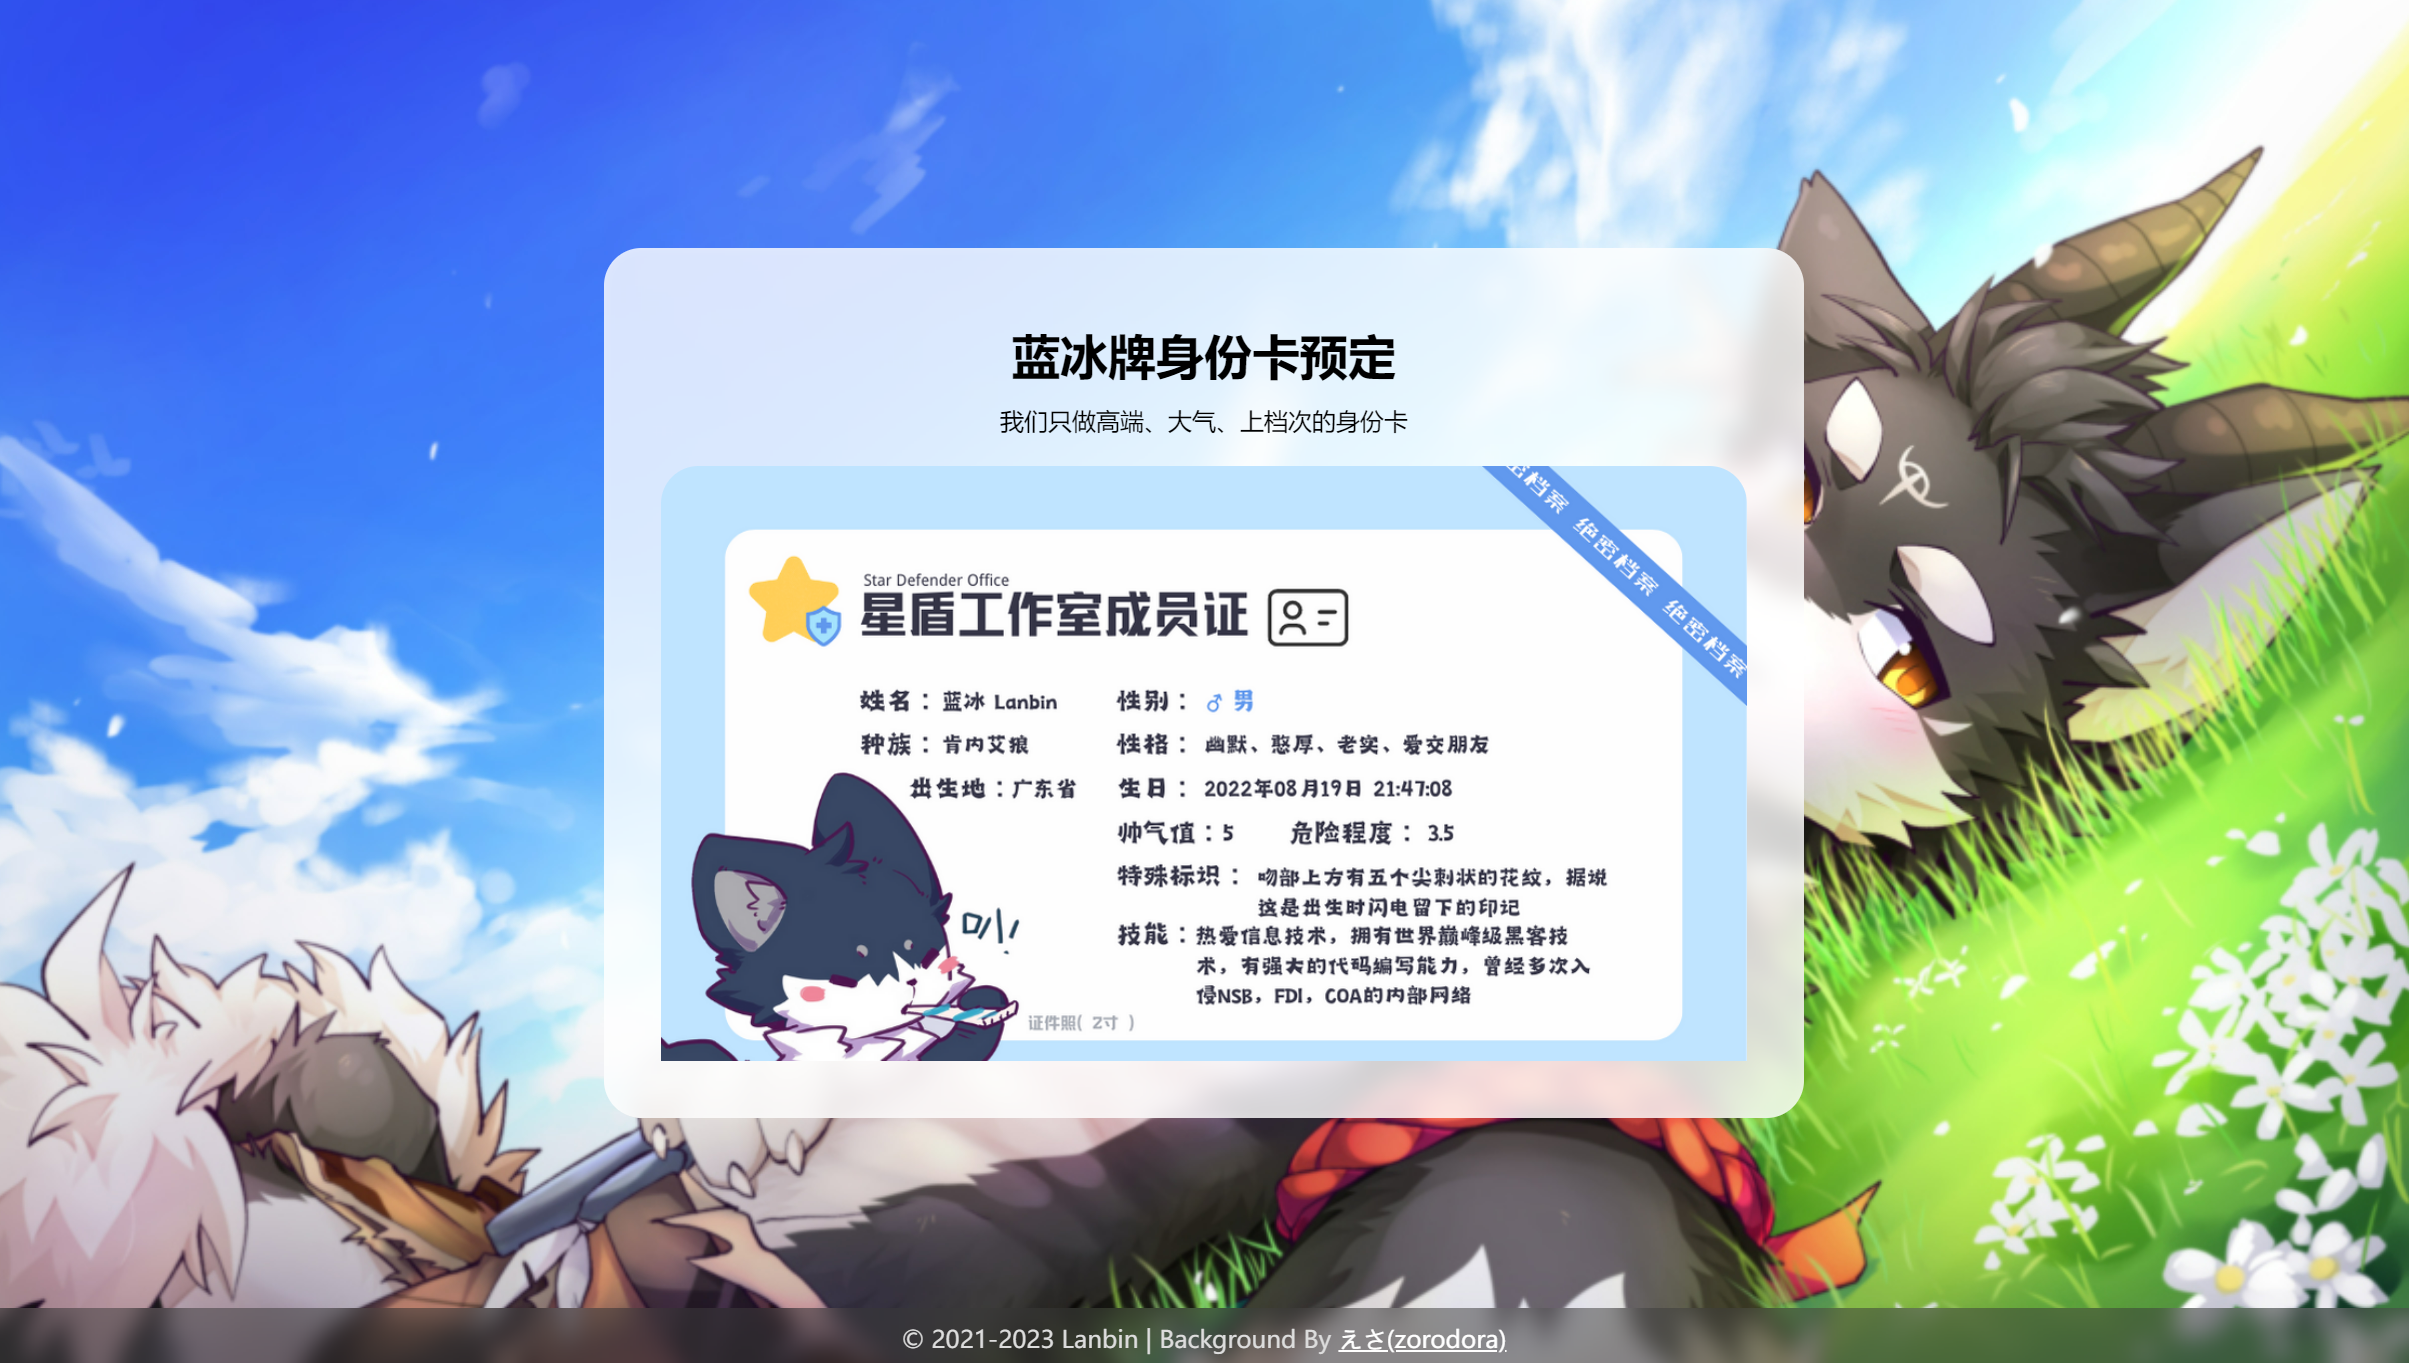 蓝冰牌身份卡预定
我们只做高端、大气、上档次的身份卡
密档案 绝密档案 绝密档案
Star Defender Office
星盾工作室成员证
姓名：蓝冰 Lanbin
性别：♂ 男
种族：肯内艾狼
性格：幽默、憨厚、老实、爱交朋友
出生地：广东省
生日：2022年08月19日 21:47:08
帅气值：5 危险程度：3.5
特殊标识：吻部上方有五个尖刺状的花纹，据说
这是出生时闪电留下的印记
技能：热爱信息技术，拥有世界巅峰级黑客技
术，有强大的代码编写能力，曾经多次入
侵NSB，FDI，COA的内部网络
叭!
证件照( 2寸 )
© 2021-2023 Lanbin | Background By えさ(zorodora)